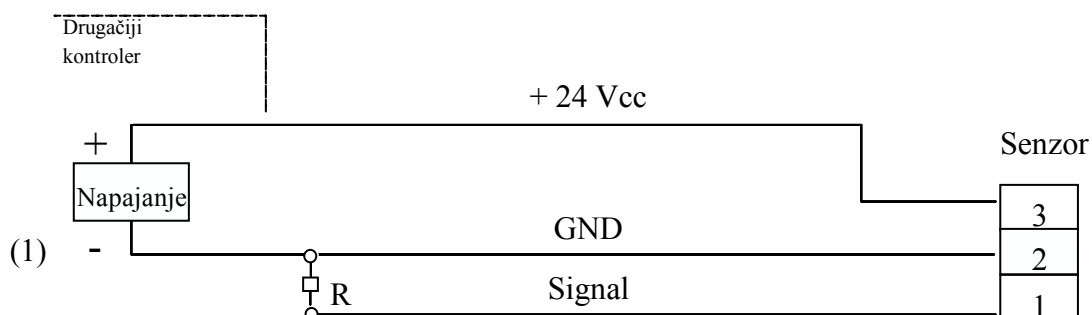 Drugačiji
kontroler
+ 24 Vcc
+
Senzor
Napajanje
3
GND
(1) -
2
R
Signal
1